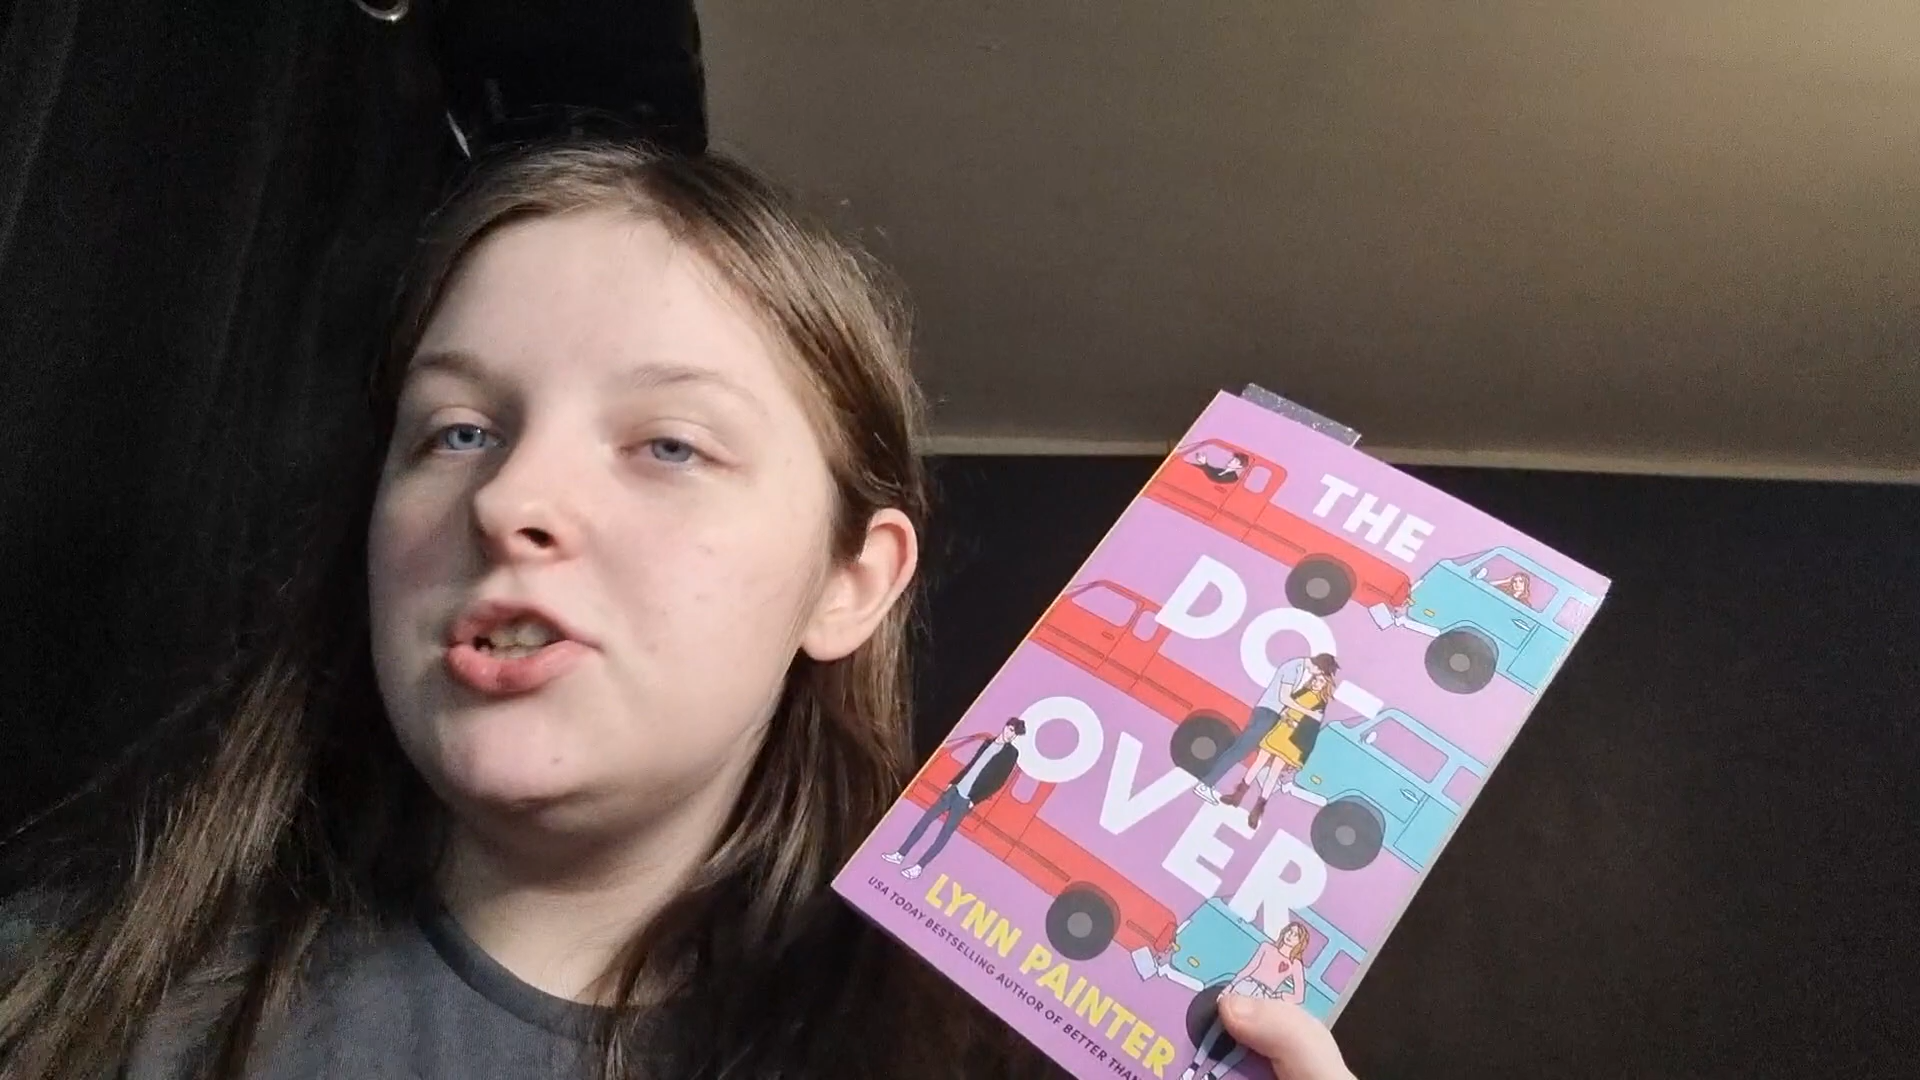 THE
DO-
OVER
LYNN PAINTER
USA TODAY BESTSELLING AUTHOR OF BETTER THAN